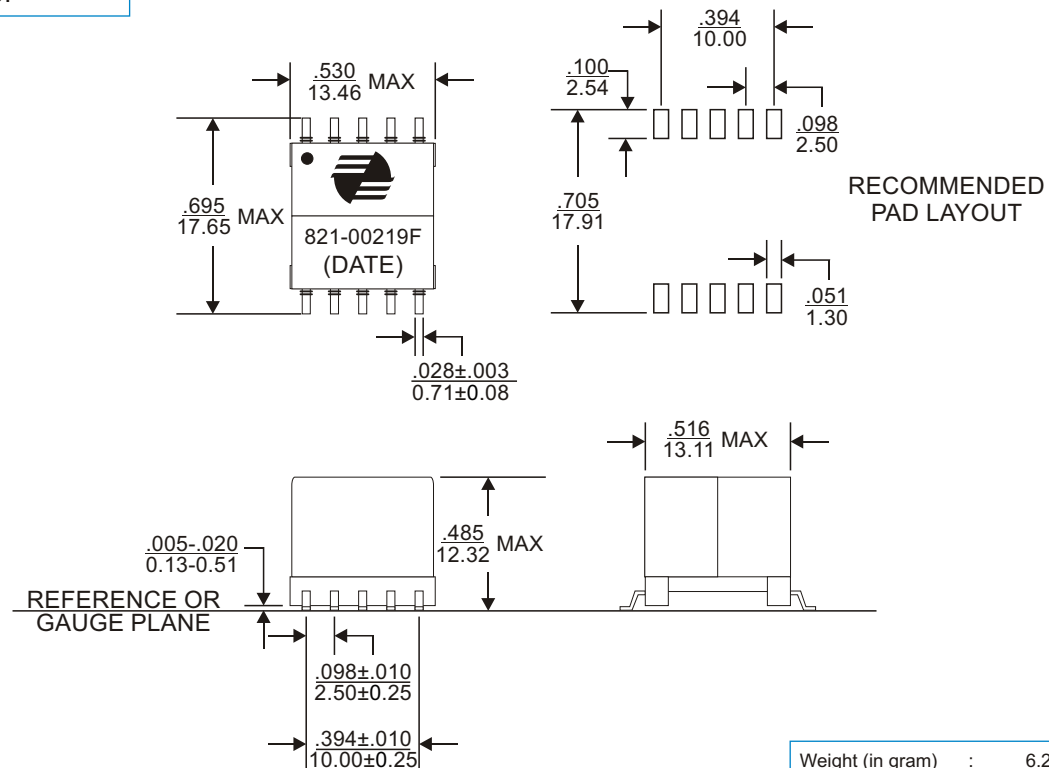 .394
10.00
.530
13.46 MAX
.100
2.54
.098
2.50
RECOMMENDED
PAD LAYOUT
.695
17.65 MAX
.705
17.91
821-00219F
(DATE)
.051
1.30
.028±.003
0.71±0.08
.516
13.11 MAX
.485
12.32 MAX
.005-.020
0.13-0.51
REFERENCE OR
GAUGE PLANE
.098±.010
2.50±0.25
.394±.010
10.00±0.25
Weight (in gram) :